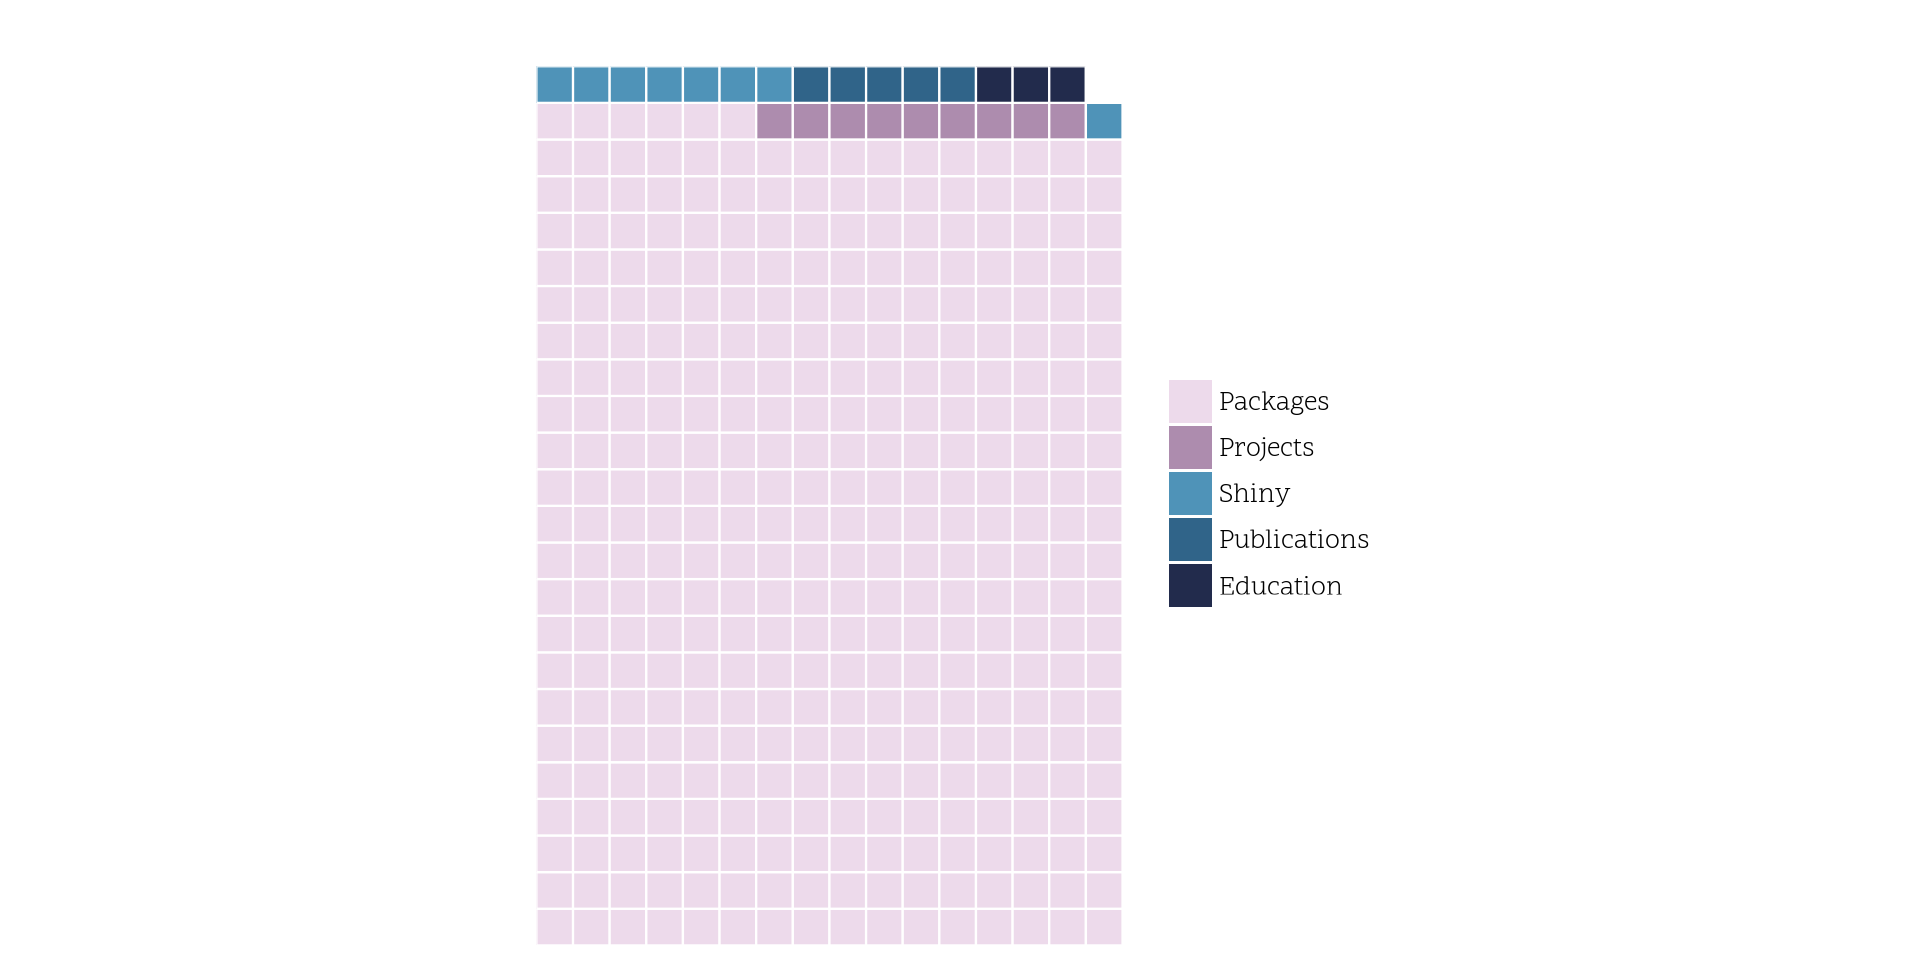 Packages
Projects
Shiny
Publications
Education